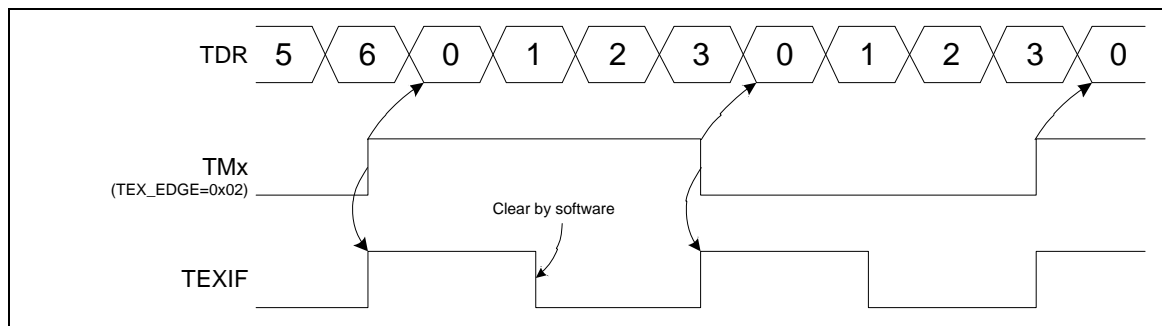 TDR 5 6 0 1 2 3 0 1 2 3 0
TMx
(TEX_EDGE=0x02)
Clear by software
TEXIF